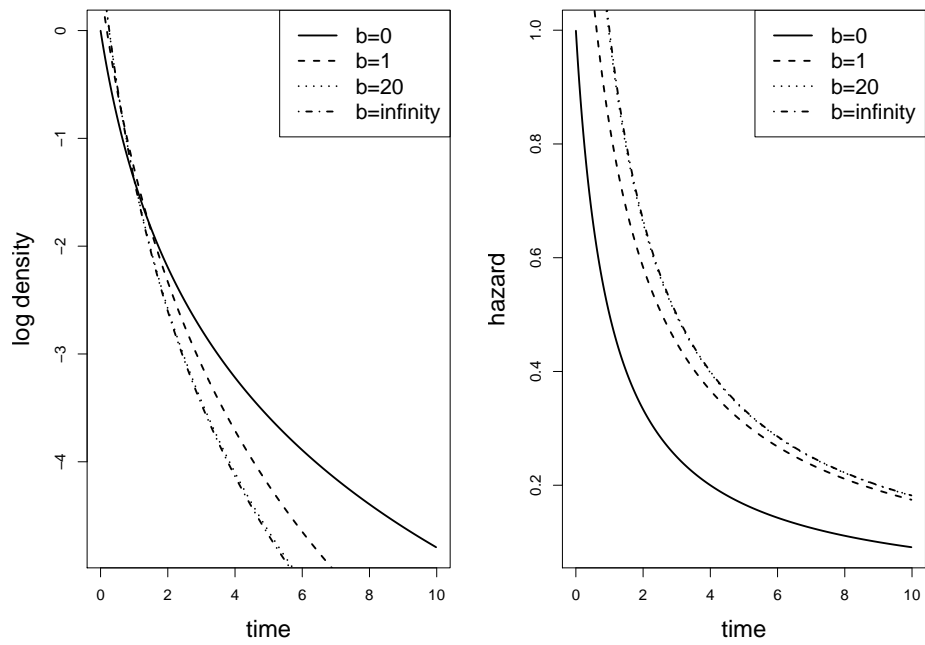 b=0
b=1
b=20
b=infinity
0
-1
-2
-3
-4
log density
0 2 4 6 8 10
time
b=0
b=1
b=20
b=infinity
1.0
0.8
0.6
0.4
0.2
hazard
0 2 4 6 8 10
time